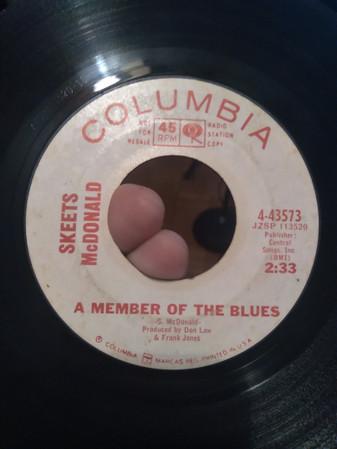 COLUMBIA
NOT
FOR
RESALE
45
RPM
RADIO
STATION
COPY
SKEETS
McDONALD
4-43573
JZSP 113520
Publisher:
Central
Songs, Inc.
(BMI)
2:33
A MEMBER OF THE BLUES
-S. McDonald-
Produced by Don Law
& Frank Jones
Ⓟ COLUMBIA MARCAS REG. PRINTED IN U.S.A.